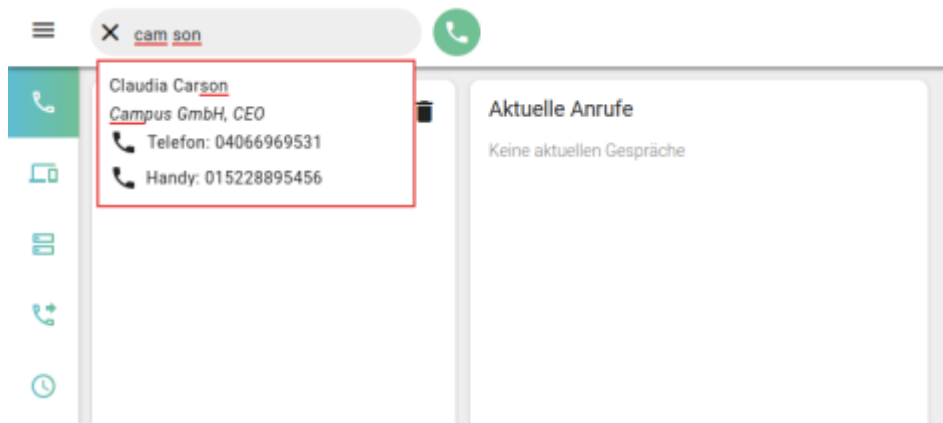 cam son
Claudia Carson
Campus GmbH, CEO
Telefon: 04066969531
Handy: 015228895456
Aktuelle Anrufe
Keine aktuellen Gespräche